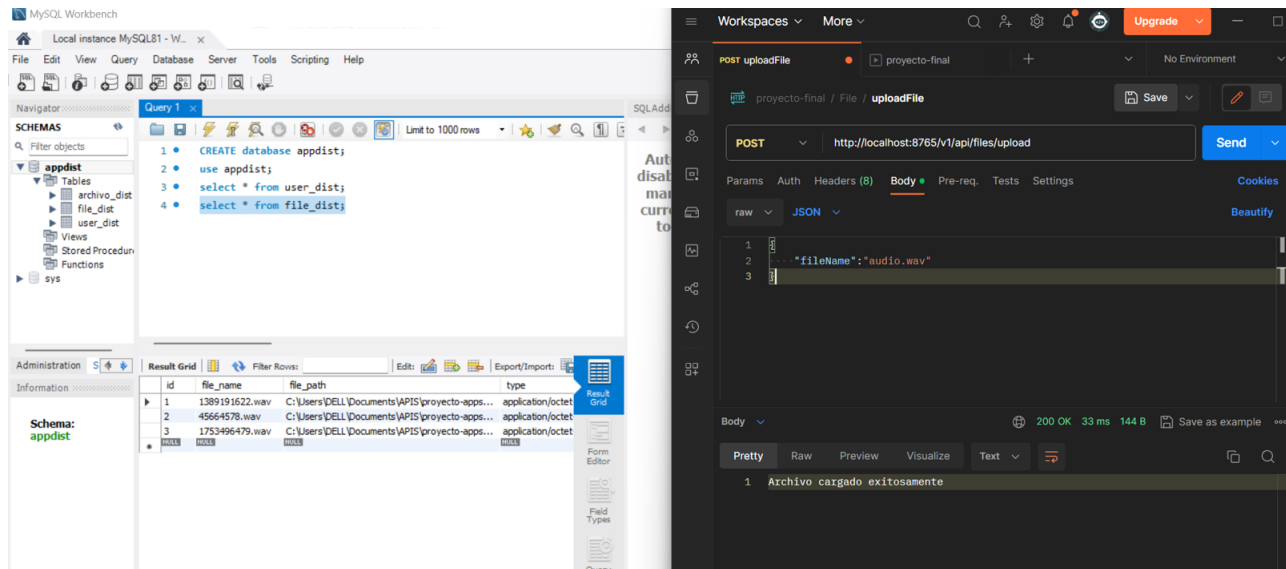 MySQL Workbench
Local instance MySQL81 - W...
File Edit View Query Database Server Tools Scripting Help
Navigator
SCHEMAS
Filter objects
appdist
Tables
archivo_dist
file_dist
user_dist
Views
Stored Procedur
Functions
sys
Administration S
Information
Schema:
appdist
Query 1
Limit to 1000 rows
1 CREATE database appdist;
2 use appdist;
3 select * from user_dist;
4 select * from file_dist;
SQLAdd
Aut
disab
mar
curr
to
Result Grid Filter Rows: Edit: Export/Import:
id file_name file_path type
1 1389191622.wav C:\Users\DELL\Documents\APIS\proyecto-apps... application/octet
2 45664578.wav C:\Users\DELL\Documents\APIS\proyecto-apps... application/octet
3 1753496479.wav C:\Users\DELL\Documents\APIS\proyecto-apps... application/octet
NULL NULL NULL NULL
Result
Grid
Form
Editor
Field
Types
Workspaces More Upgrade
POST uploadFile proyecto-final No Environment
HTTP proyecto-final / File / uploadFile Save
POST http://localhost:8765/v1/api/files/upload Send
Params Auth Headers (8) Body Pre-req. Tests Settings Cookies
raw JSON Beautify
1 {
2 "fileName":"audio.wav"
3 }
Body 200 OK 33 ms 144 B Save as example
Pretty Raw Preview Visualize Text
1 Archivo cargado exitosamente